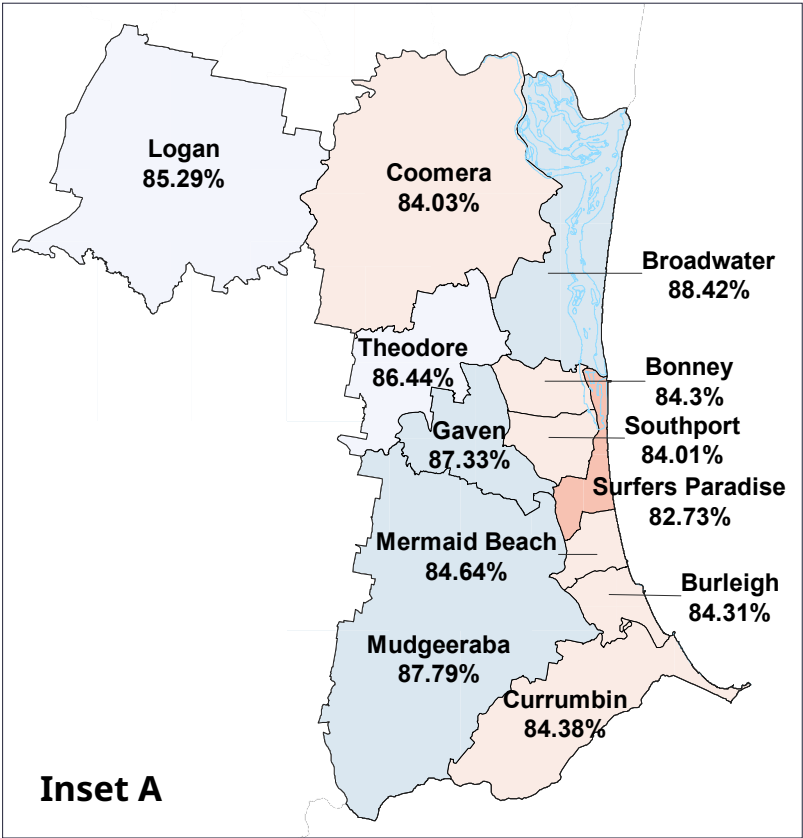 Logan
85.29%
Coomera
84.03%
Broadwater
88.42%
Theodore
86.44%
Bonney
84.3%
Gaven
87.33%
Southport
84.01%
Surfers Paradise
82.73%
Mermaid Beach
84.64%
Burleigh
84.31%
Mudgeeraba
87.79%
Currumbin
84.38%
Inset A